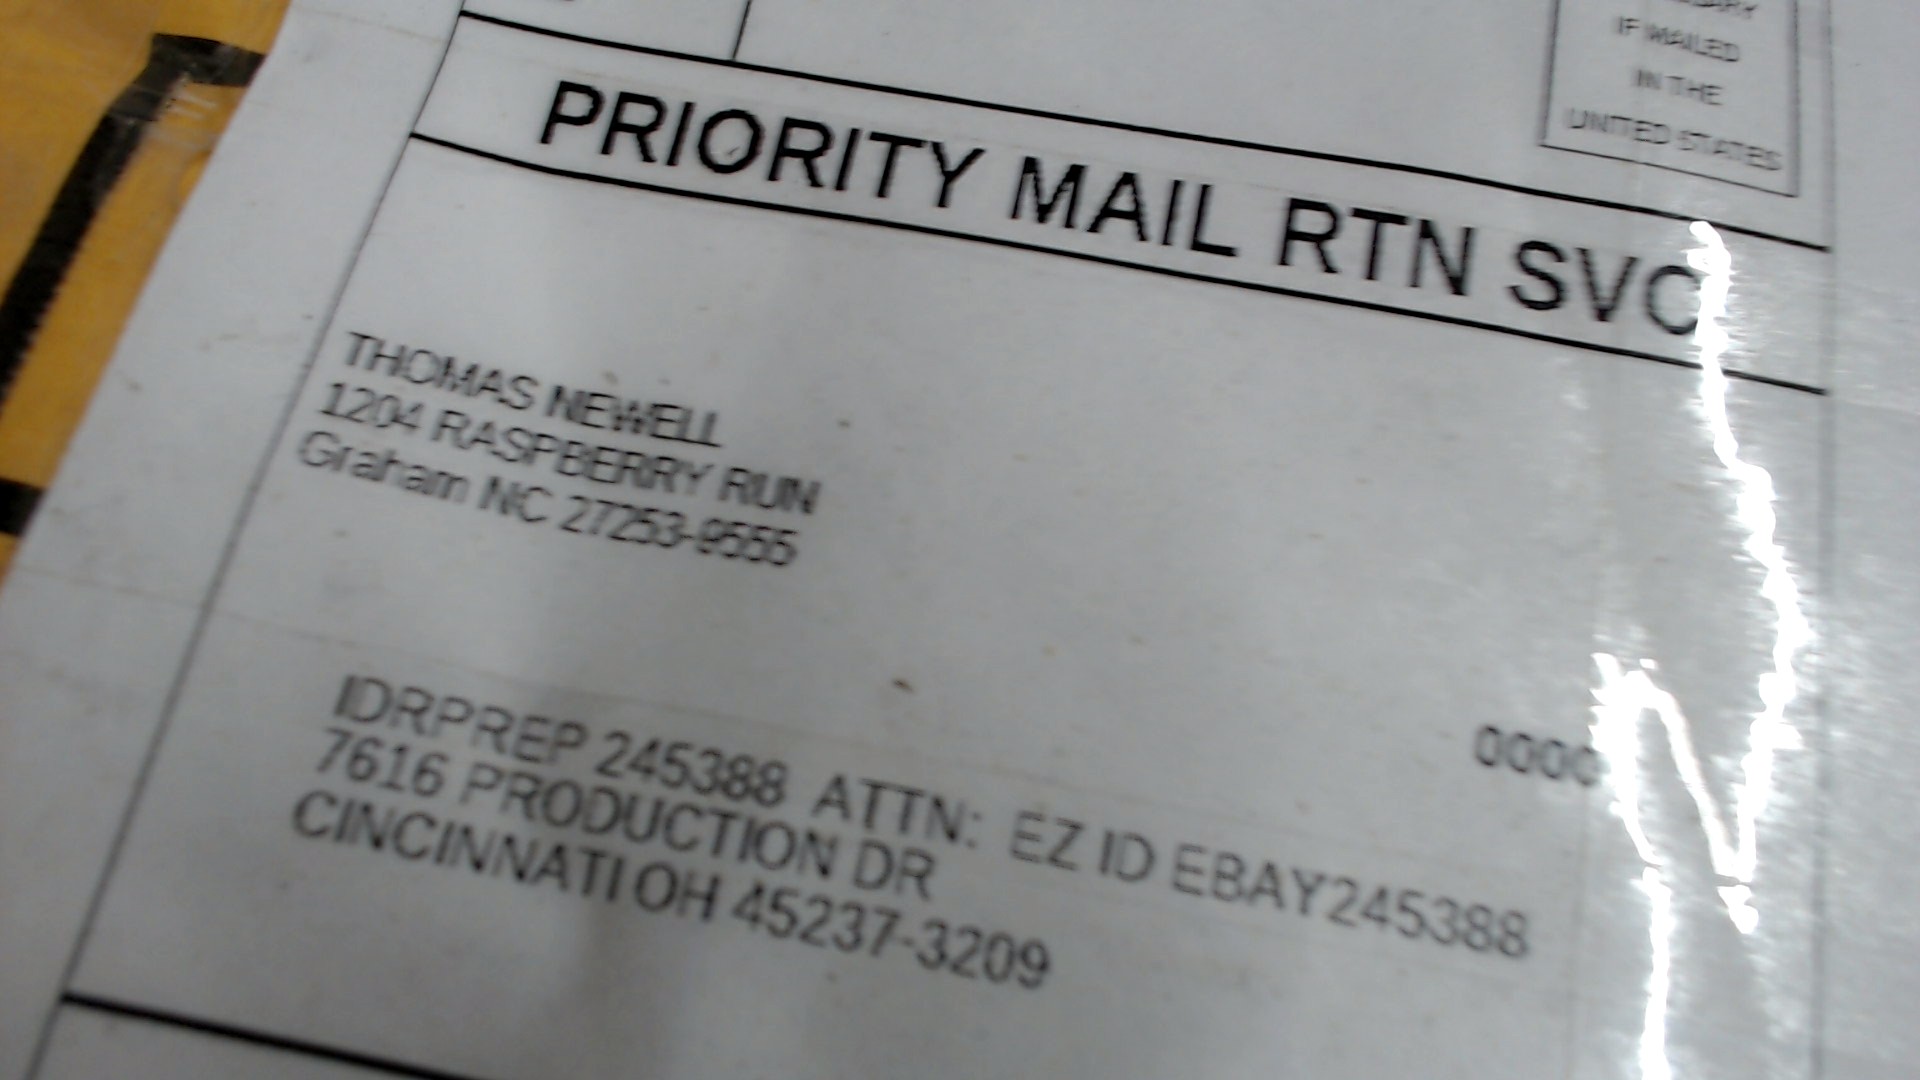 IF MAILED
IN THE
UNITED STATES
PRIORITY MAIL RTN SVC
THOMAS NEWELL
1204 RASPBERRY RUN
Graham NC 27253-9555
0000
IDRPREP 245388 ATTN: EZ ID EBAY245388
7616 PRODUCTION DR
CINCINNATI OH 45237-3209